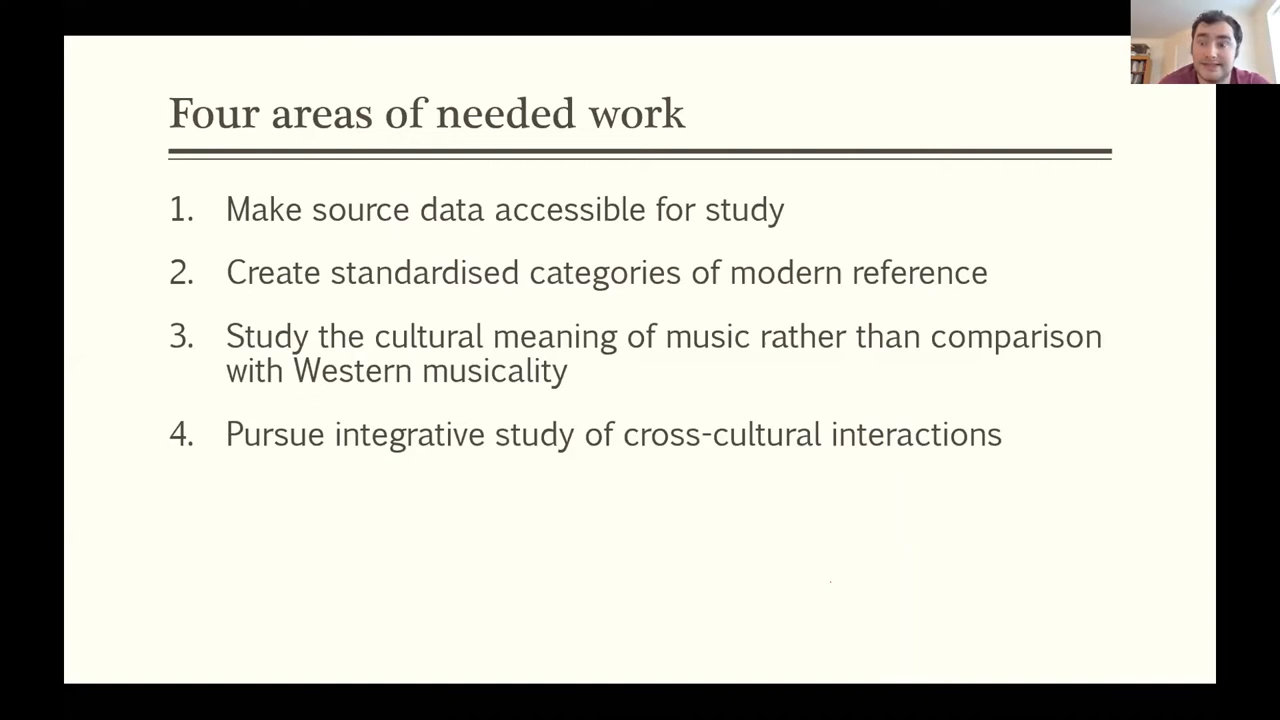 Four areas of needed work
1. Make source data accessible for study
2. Create standardised categories of modern reference
3. Study the cultural meaning of music rather than comparison
with Western musicality
4. Pursue integrative study of cross-cultural interactions